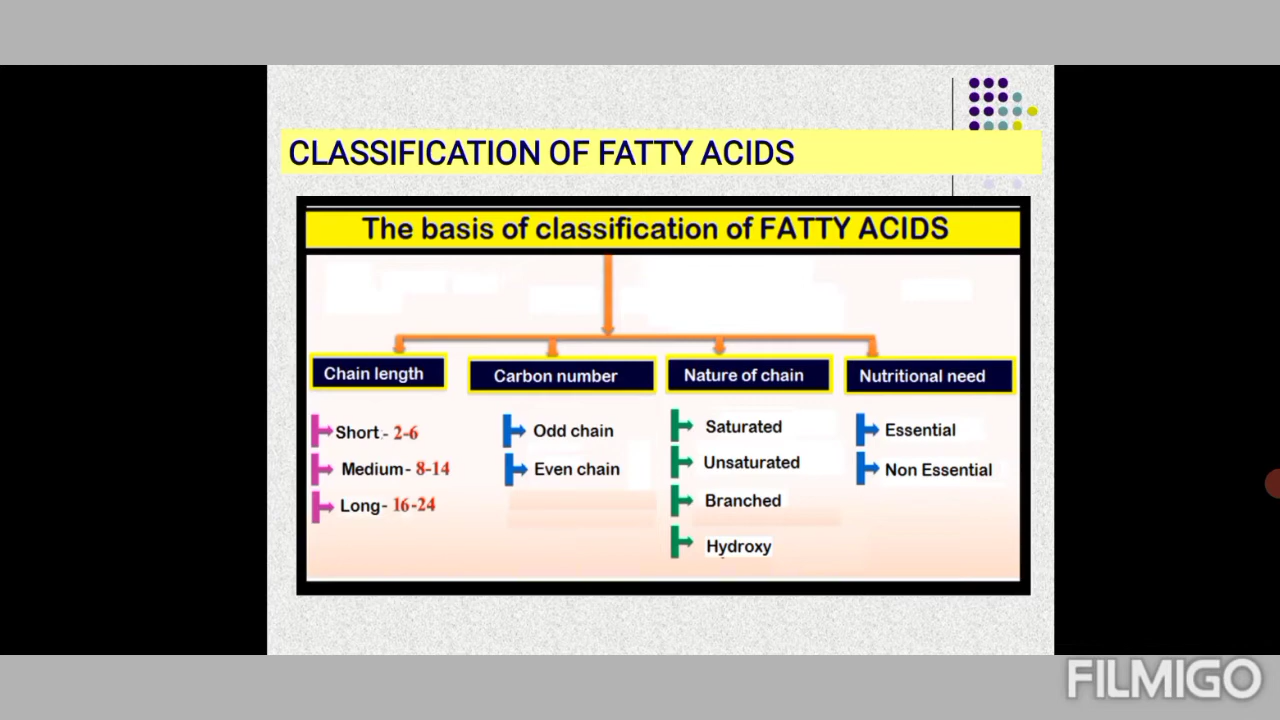 CLASSIFICATION OF FATTY ACIDS
The basis of classification of FATTY ACIDS
Chain length
Short - 2-6
Medium- 8-14
Long- 16-24
Carbon number
Odd chain
Even chain
Nature of chain
Saturated
Unsaturated
Branched
Hydroxy
Nutritional need
Essential
Non Essential
FILMIGO